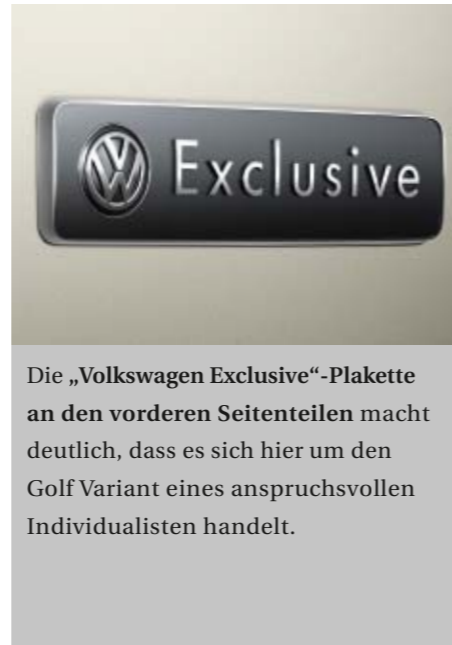 VW Exclusive
Die „Volkswagen Exclusive“-Plakette
an den vorderen Seitenteilen macht
deutlich, dass es sich hier um den
Golf Variant eines anspruchsvollen
Individualisten handelt.